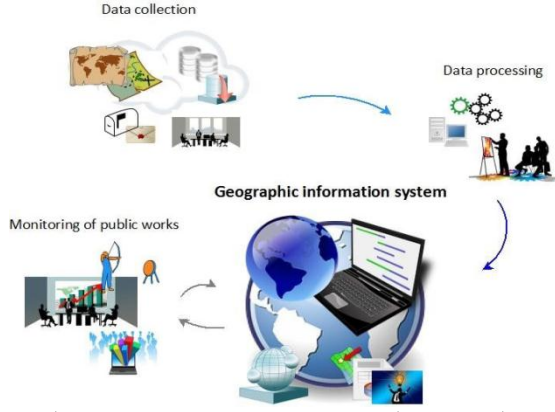 Data collection
Data processing
Geographic information system
Monitoring of public works